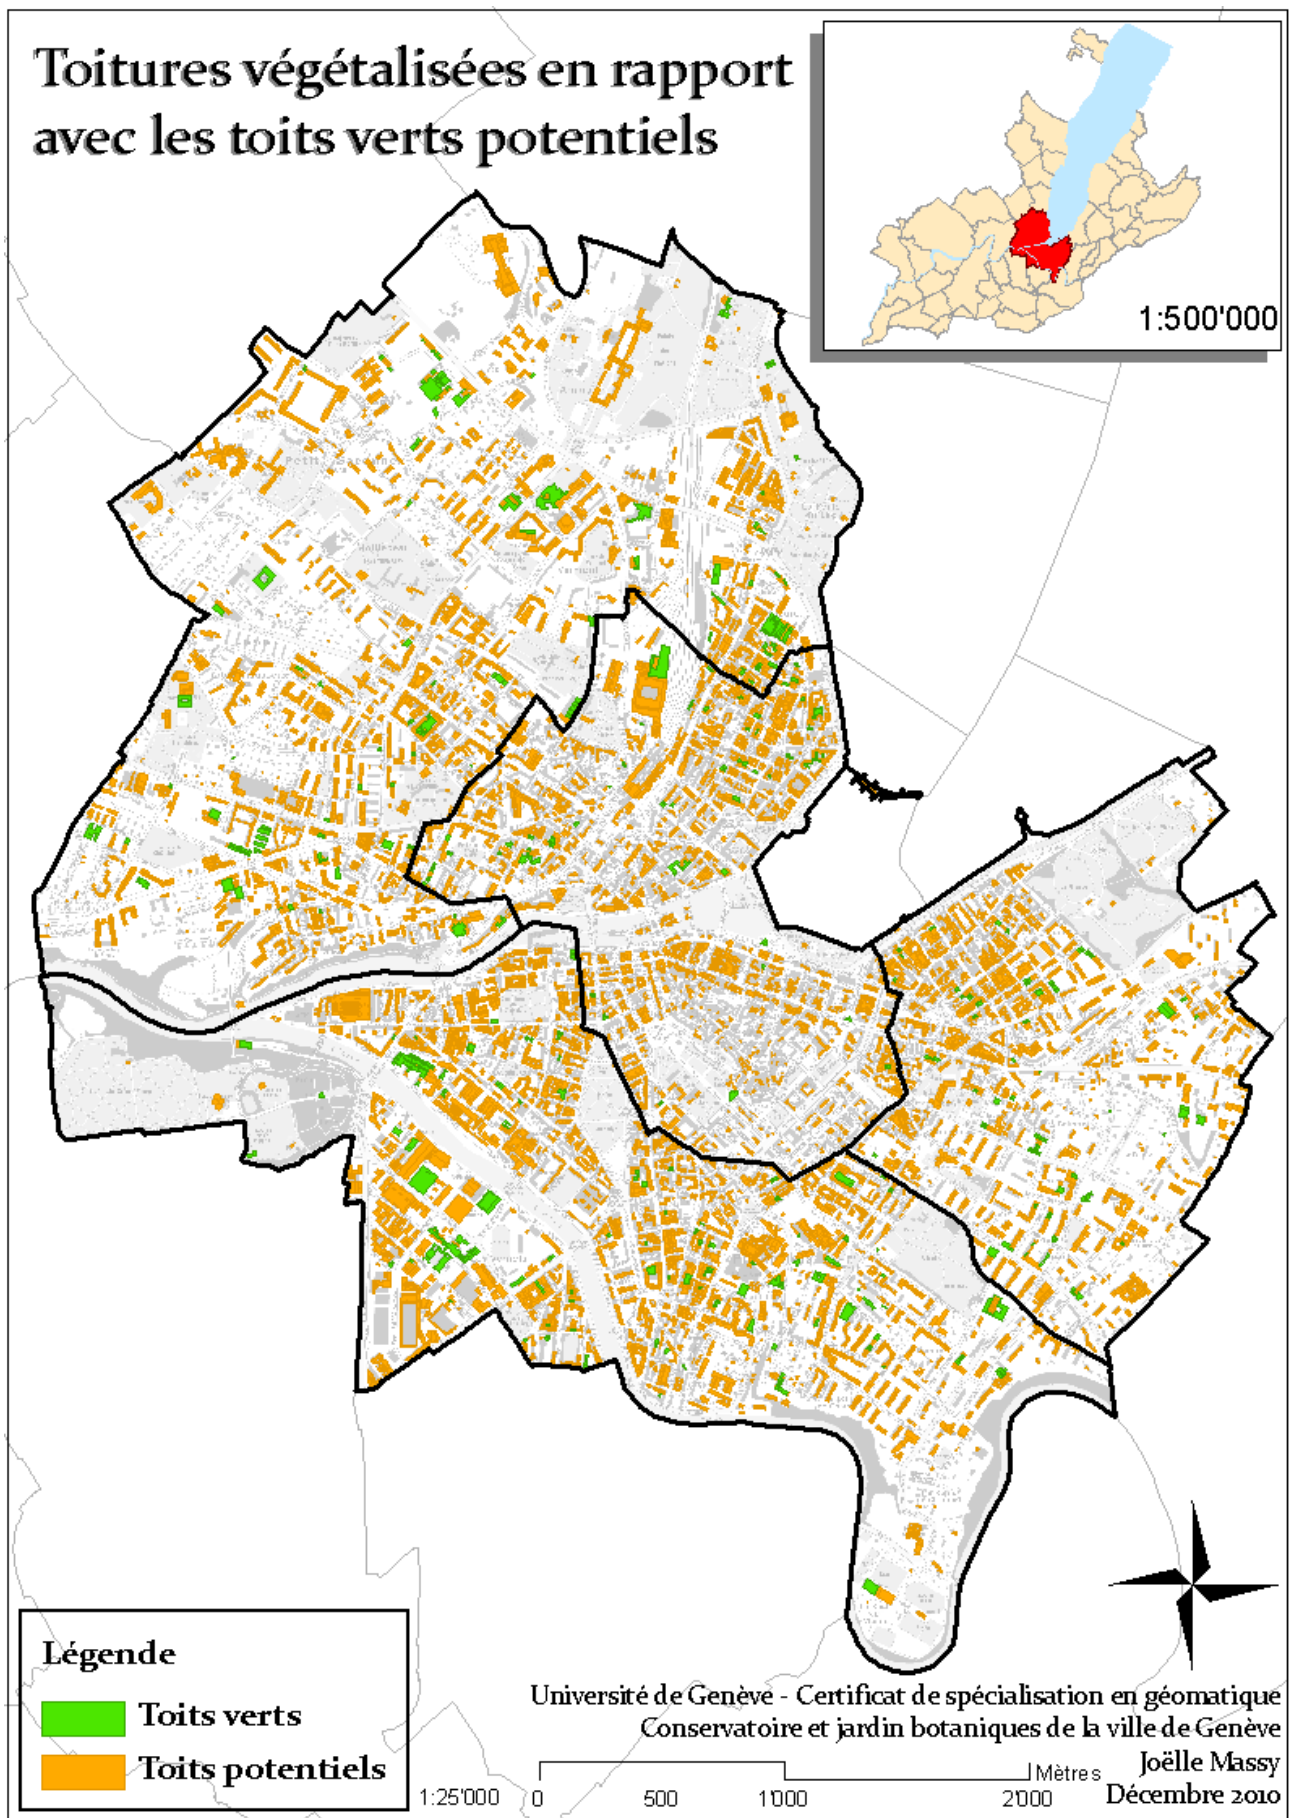 Toitures végétalisées en rapport
avec les toits verts potentiels
1:500'000
Légende
Toits verts
Toits potentiels
Université de Genève - Certificat de spécialisation en géomatique
Conservatoire et jardin botaniques de la ville de Genève
Joëlle Massy
Décembre 2010
Mètres
1:25'000 0 500 1'000 2'000